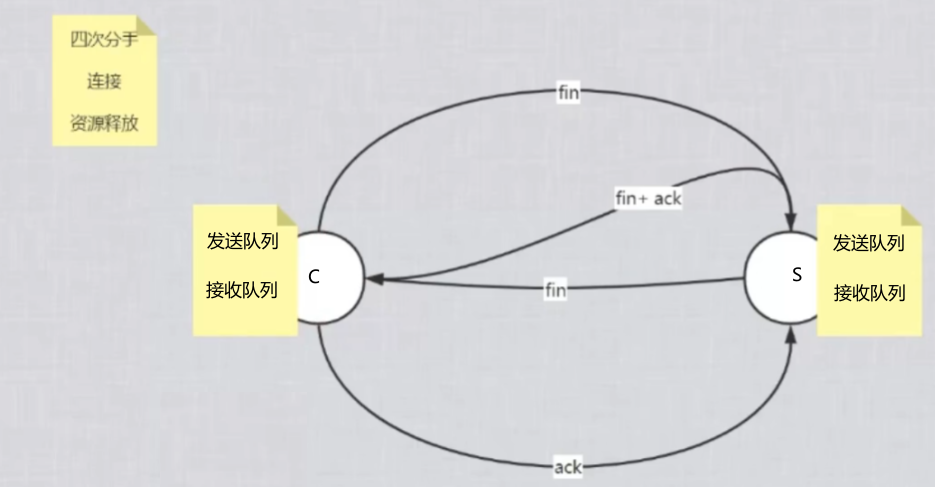 四次分手
连接
资源释放
fin
fin+ ack
发送队列
接收队列
C
S
发送队列
接收队列
fin
ack